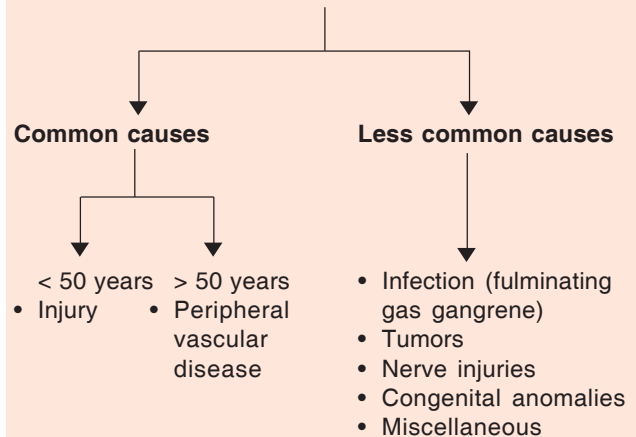 Common causes
Less common causes
< 50 years
• Injury
> 50 years
• Peripheral
vascular
disease
• Infection (fulminating
gas gangrene)
• Tumors
• Nerve injuries
• Congenital anomalies
• Miscellaneous